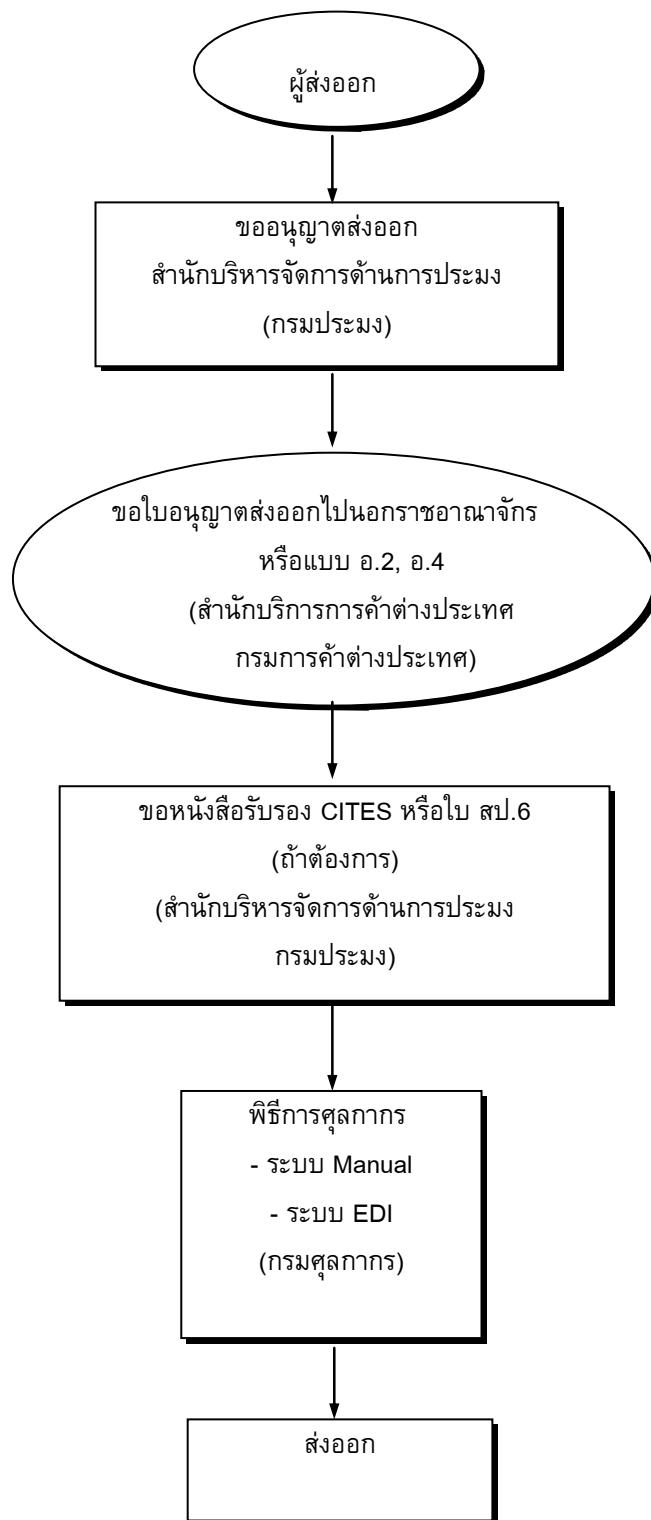 ผู้ส่งออก
ขออนุญาตส่งออก
สำนักบริหารจัดการด้านการประมง
(กรมประมง)
ขอใบอนุญาตส่งออกไปนอกราชอาณาจักร
หรือแบบ อ.2, อ.4
(สำนักบริการการค้าต่างประเทศ
กรมการค้าต่างประเทศ)
ขอหนังสือรับรอง CITES หรือใบ สป.6
(ถ้าต้องการ)
(สำนักบริหารจัดการด้านการประมง
กรมประมง)
พิธีการศุลกากร
- ระบบ Manual
- ระบบ EDI
(กรมศุลกากร)
ส่งออก